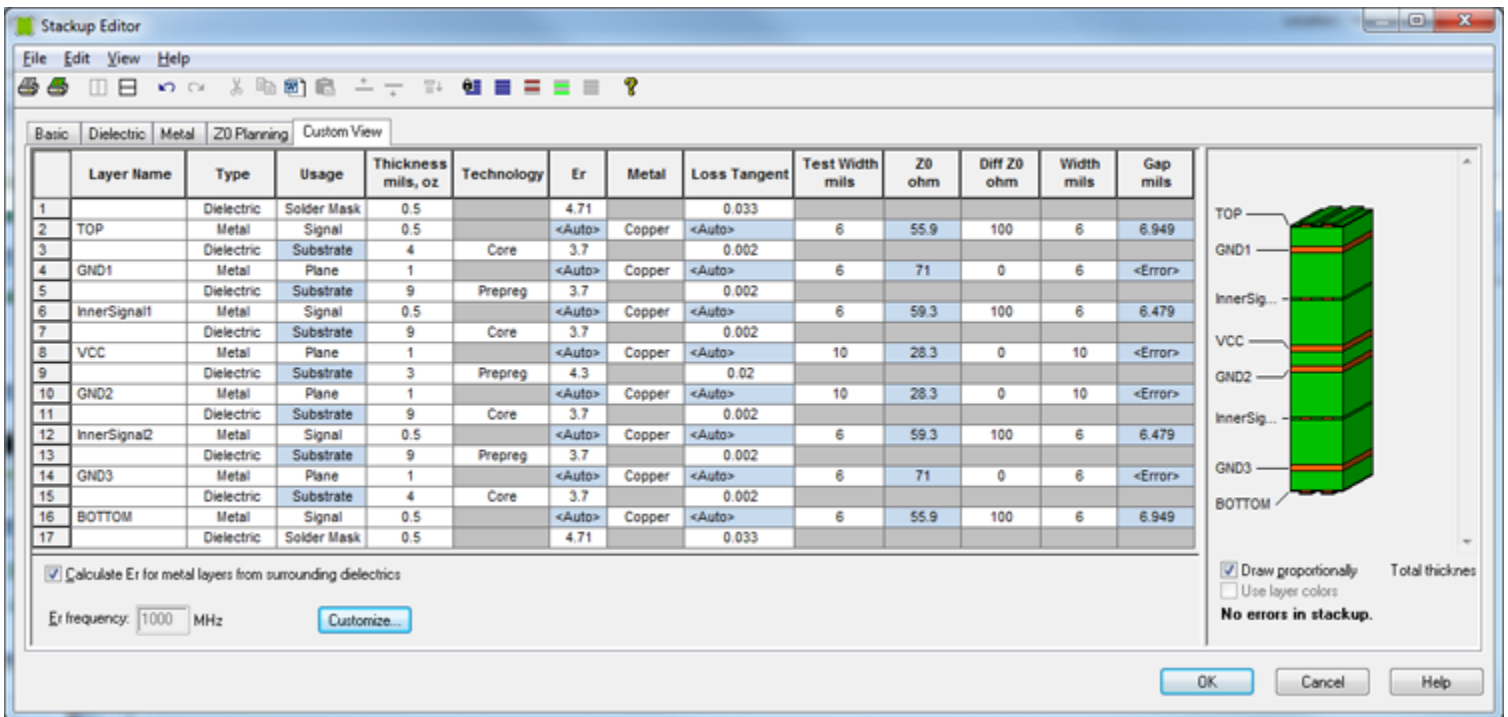 Stackup Editor
File Edit View Help
Basic Dielectric Metal Z0 Planning Custom View
Layer Name Type Usage Thickness mils, oz Technology Er Metal Loss Tangent Test Width mils Z0 ohm Diff Z0 ohm Width mils Gap mils
1 Dielectric Solder Mask 0.5 4.71 0.033
2 TOP Metal Signal 0.5 <Auto> Copper <Auto> 6 55.9 100 6 6.949
3 Dielectric Substrate 4 Core 3.7 0.002
4 GND1 Metal Plane 1 <Auto> Copper <Auto> 6 71 0 6 <Error>
5 Dielectric Substrate 9 Prepreg 3.7 0.002
6 InnerSignal1 Metal Signal 0.5 <Auto> Copper <Auto> 6 59.3 100 6 6.479
7 Dielectric Substrate 9 Core 3.7 0.002
8 VCC Metal Plane 1 <Auto> Copper <Auto> 10 28.3 0 10 <Error>
9 Dielectric Substrate 3 Prepreg 4.3 0.02
10 GND2 Metal Plane 1 <Auto> Copper <Auto> 10 28.3 0 10 <Error>
11 Dielectric Substrate 9 Core 3.7 0.002
12 InnerSignal2 Metal Signal 0.5 <Auto> Copper <Auto> 6 59.3 100 6 6.479
13 Dielectric Substrate 9 Prepreg 3.7 0.002
14 GND3 Metal Plane 1 <Auto> Copper <Auto> 6 71 0 6 <Error>
15 Dielectric Substrate 4 Core 3.7 0.002
16 BOTTOM Metal Signal 0.5 <Auto> Copper <Auto> 6 55.9 100 6 6.949
17 Dielectric Solder Mask 0.5 4.71 0.033
Calculate Er for metal layers from surrounding dielectrics
Er frequency: 1000 MHz Customize...
TOP
GND1
InnerSig...
VCC
GND2
InnerSig...
GND3
BOTTOM
Draw proportionally Total thicknes
Use layer colors
No errors in stackup.
OK Cancel Help